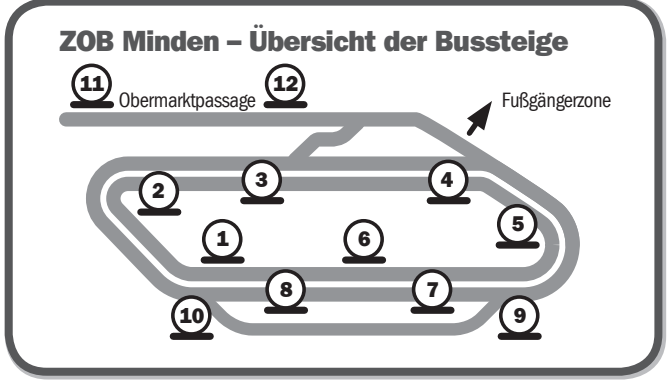 ZOB Minden – Übersicht der Bussteige
11 Obermarktpassage 12 Fußgängerzone
2 3 4
1 6 5
10 8 7 9